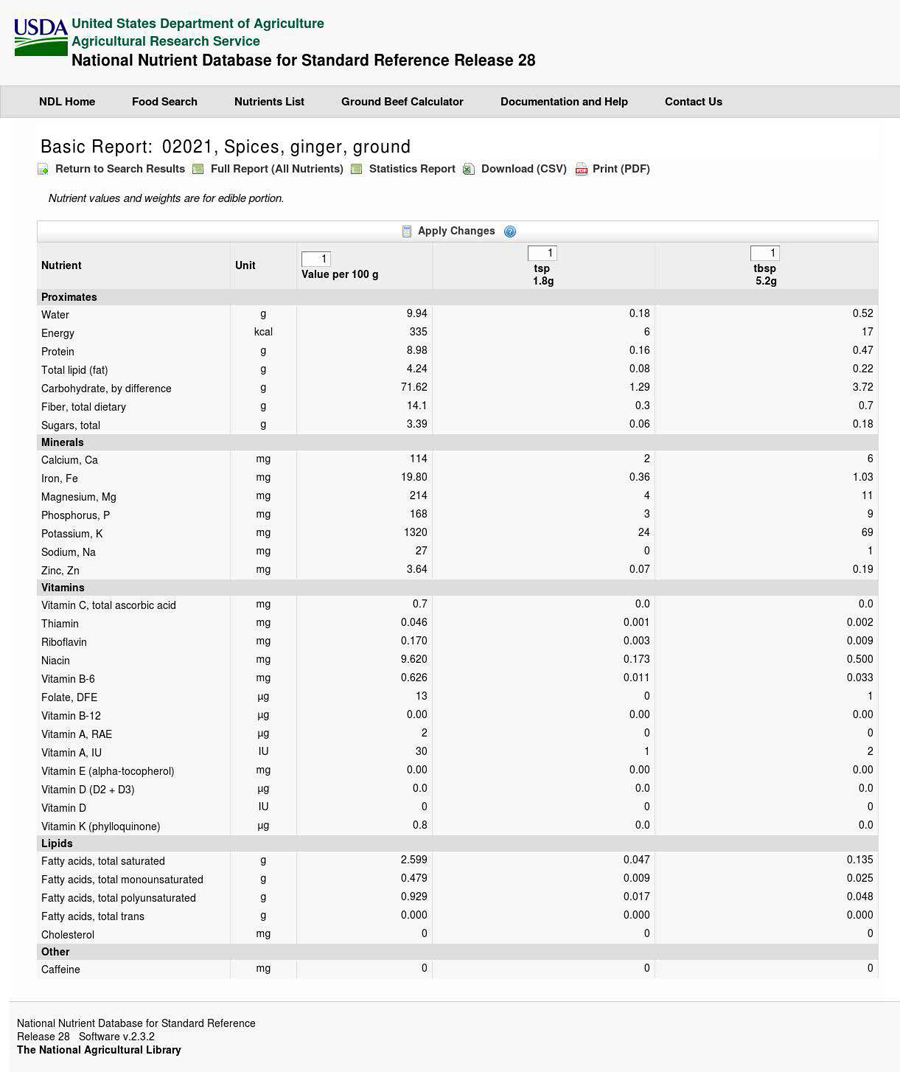 USDA United States Department of Agriculture
Agricultural Research Service
National Nutrient Database for Standard Reference Release 28
NDL Home Food Search Nutrients List Ground Beef Calculator Documentation and Help Contact Us
Basic Report: 02021, Spices, ginger, ground
Return to Search Results Full Report (All Nutrients) Statistics Report Download (CSV) Print (PDF)
Nutrient values and weights are for edible portion.
Apply Changes ?
Nutrient Unit 1 Value per 100 g 1 tsp 1.8g 1 tbsp 5.2g
Proximates
Water g 9.94 0.18 0.52
Energy kcal 335 6 17
Protein g 8.98 0.16 0.47
Total lipid (fat) g 4.24 0.08 0.22
Carbohydrate, by difference g 71.62 1.29 3.72
Fiber, total dietary g 14.1 0.3 0.7
Sugars, total g 3.39 0.06 0.18
Minerals
Calcium, Ca mg 114 2 6
Iron, Fe mg 19.80 0.36 1.03
Magnesium, Mg mg 214 4 11
Phosphorus, P mg 168 3 9
Potassium, K mg 1320 24 69
Sodium, Na mg 27 0 1
Zinc, Zn mg 3.64 0.07 0.19
Vitamins
Vitamin C, total ascorbic acid mg 0.7 0.0 0.0
Thiamin mg 0.046 0.001 0.002
Riboflavin mg 0.170 0.003 0.009
Niacin mg 9.620 0.173 0.500
Vitamin B-6 mg 0.626 0.011 0.033
Folate, DFE µg 13 0 1
Vitamin B-12 µg 0.00 0.00 0.00
Vitamin A, RAE µg 2 0 0
Vitamin A, IU IU 30 1 2
Vitamin E (alpha-tocopherol) mg 0.00 0.00 0.00
Vitamin D (D2 + D3) µg 0.0 0.0 0.0
Vitamin D IU 0 0 0
Vitamin K (phylloquinone) µg 0.8 0.0 0.0
Lipids
Fatty acids, total saturated g 2.599 0.047 0.135
Fatty acids, total monounsaturated g 0.479 0.009 0.025
Fatty acids, total polyunsaturated g 0.929 0.017 0.048
Fatty acids, total trans g 0.000 0.000 0.000
Cholesterol mg 0 0 0
Other
Caffeine mg 0 0 0
National Nutrient Database for Standard Reference
Release 28 Software v.2.3.2
The National Agricultural Library